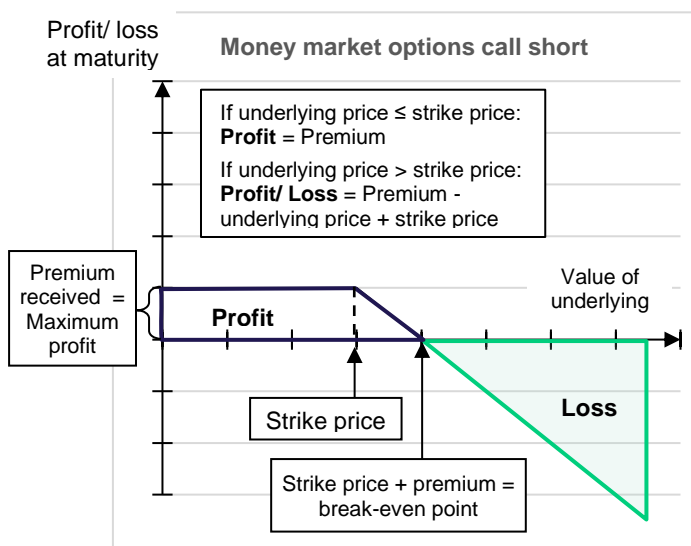 Profit/ loss
at maturity
Money market options call short
If underlying price ≤ strike price:
Profit = Premium
If underlying price > strike price:
Profit/ Loss = Premium -
underlying price + strike price
Premium
received =
Maximum
profit
Profit
Value of
underlying
Strike price
Loss
Strike price + premium =
break-even point